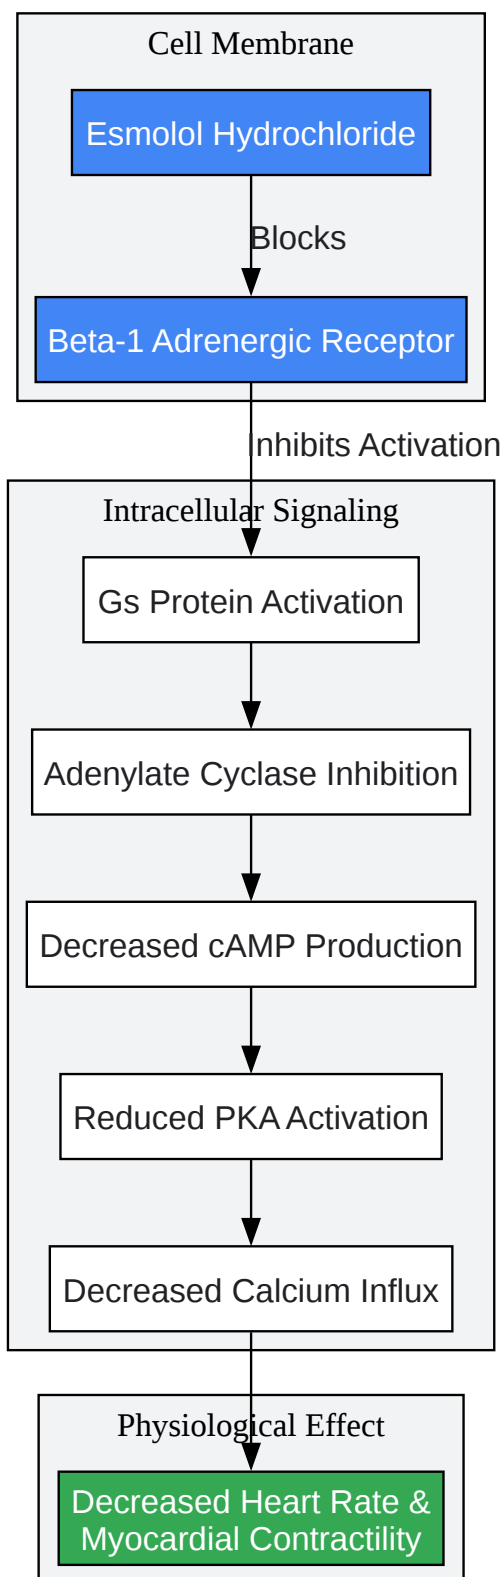 Cell Membrane
Esmolol Hydrochloride
Blocks
Beta-1 Adrenergic Receptor
Inhibits Activation
Intracellular Signaling
Gs Protein Activation
Adenylate Cyclase Inhibition
Decreased cAMP Production
Reduced PKA Activation
Decreased Calcium Influx
Physiological Effect
Decreased Heart Rate &
Myocardial Contractility